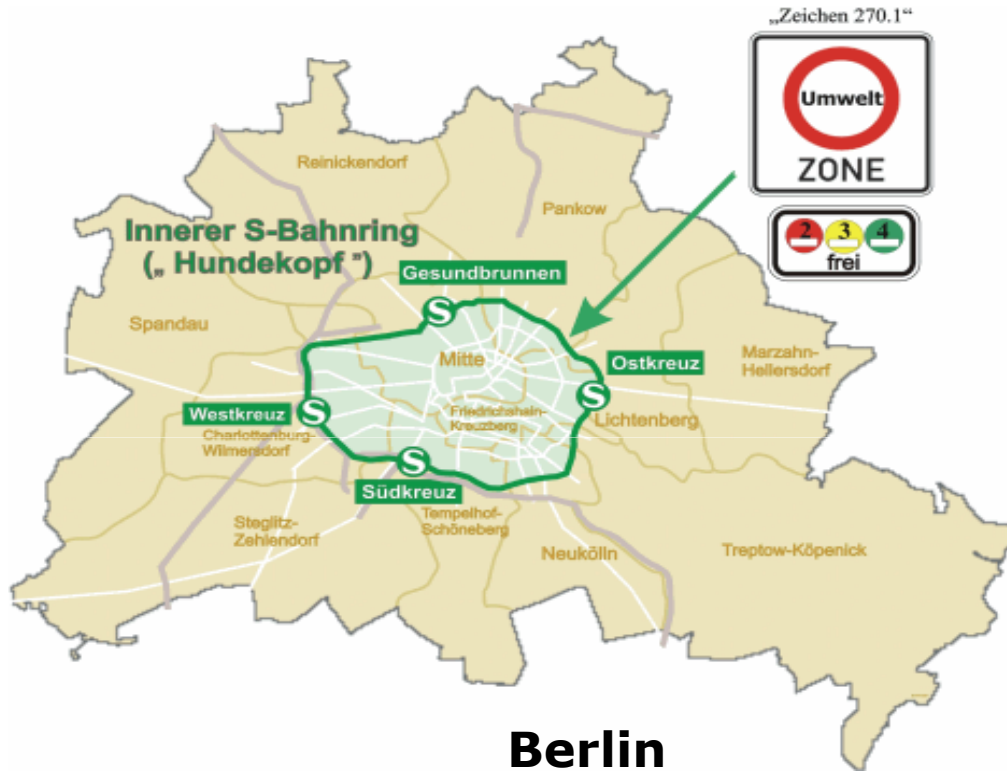 „Zeichen 270.1“
Umwelt
ZONE
2 3 4
frei
Reinickendorf
Pankow
Innerer S-Bahnring
(„ Hundekopf ”)
Gesundbrunnen
S
Spandau
Mitte
Ostkreuz
Marzahn-
Hellersdorf
S
Westkreuz
S
Friedrichshain-
Kreuzberg
Lichtenberg
Charlottenburg-
Wilmersdorf
S
Südkreuz
Tempelhof-
Schöneberg
Steglitz-
Zehlendorf
Neukölln
Treptow-Köpenick
Berlin